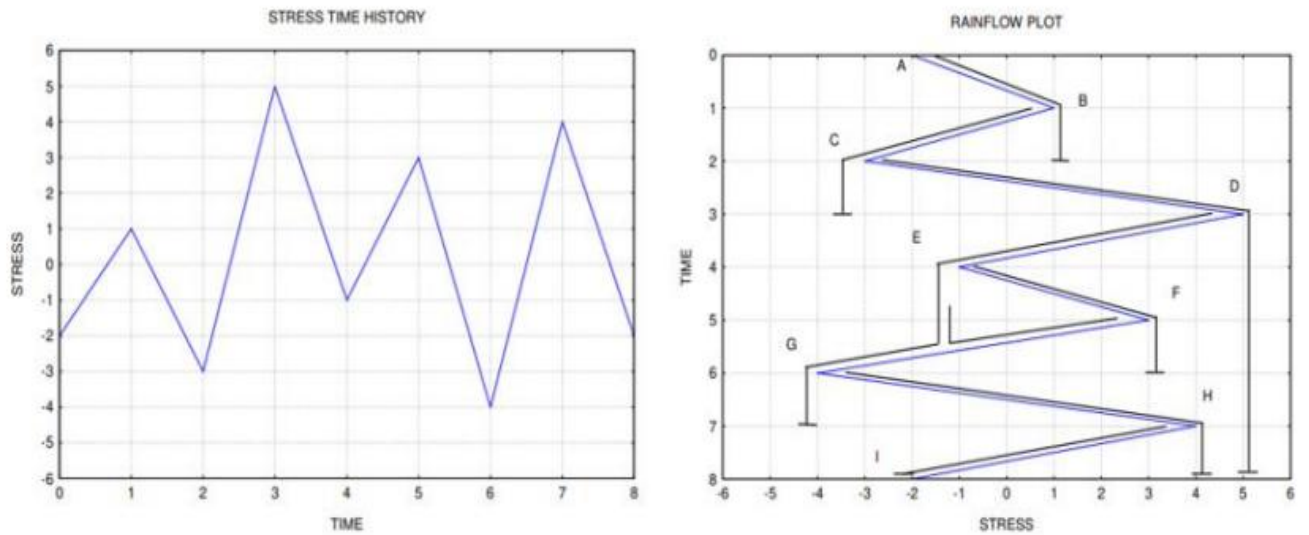 STRESS TIME HISTORY
6
5
4
3
2
1
0
-1
-2
-3
-4
-5
-6
STRESS
0 1 2 3 4 5 6 7 8
TIME
RAINFLOW PLOT
0
1
2
3
4
5
6
7
8
TIME
A
B
C
D
E
F
G
H
I
-6 -5 -4 -3 -2 -1 0 1 2 3 4 5 6
STRESS